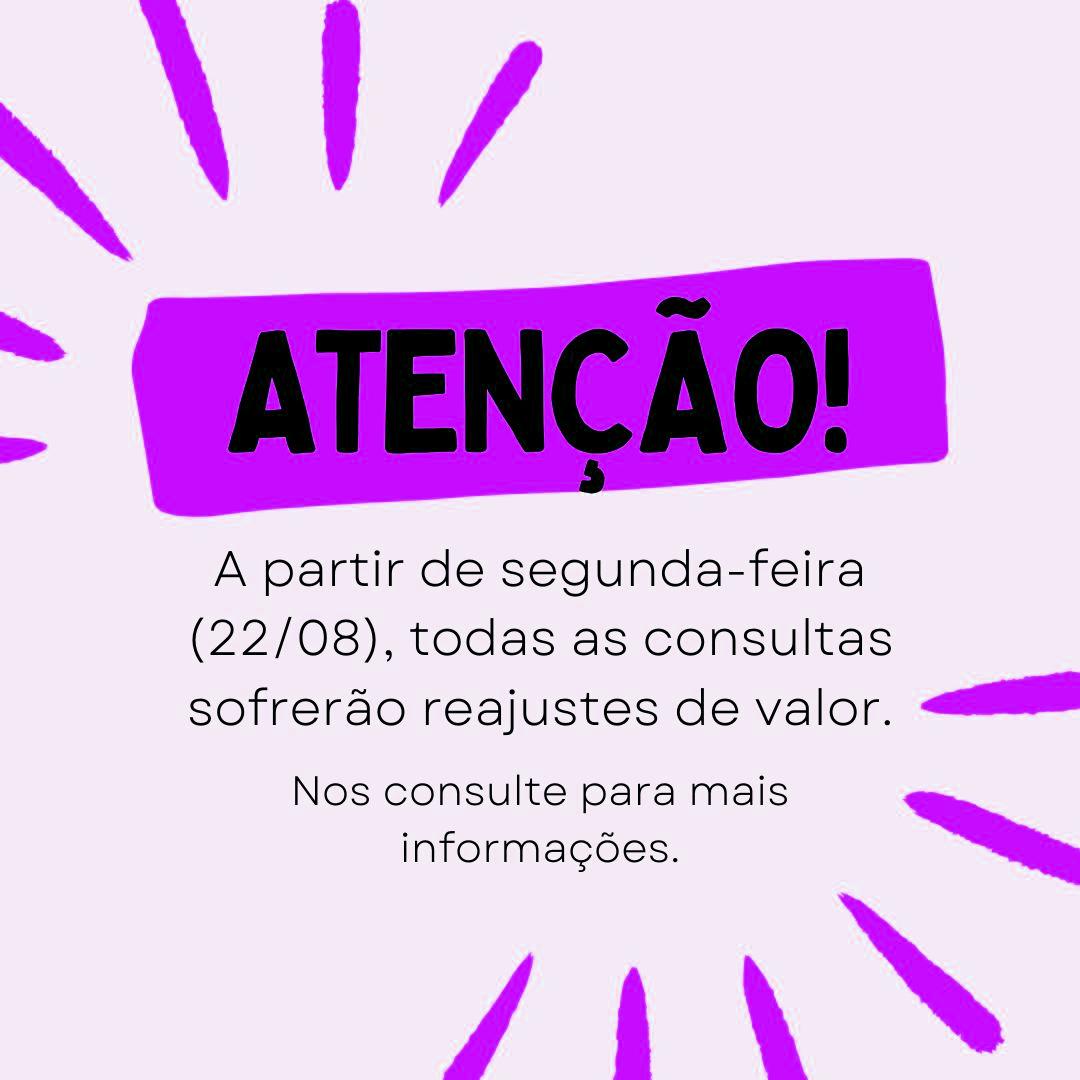 ATENÇÃO!
A partir de segunda-feira
(22/08), todas as consultas
sofrerão reajustes de valor.
Nos consulte para mais
informações.